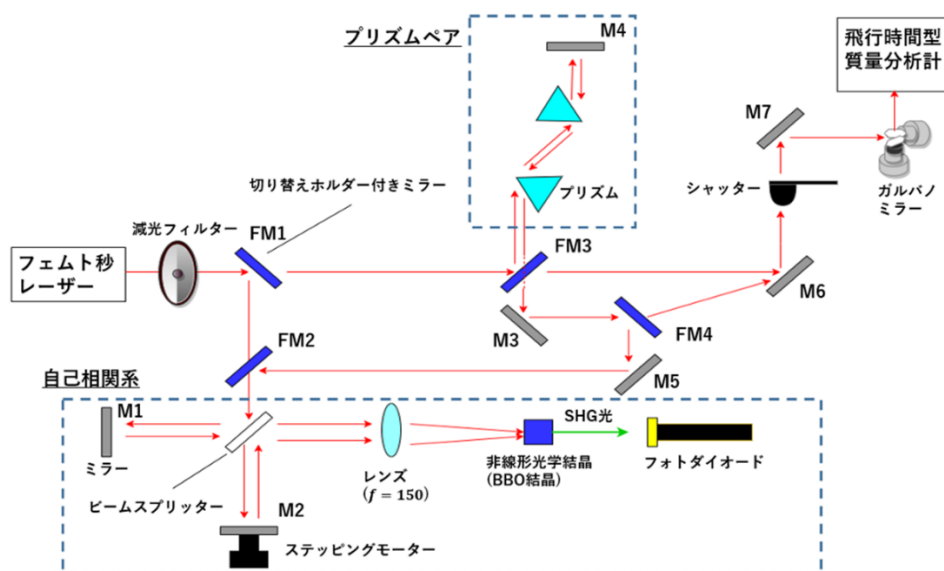 プリズムペア
M4
飛行時間型
質量分析計
M7
切り替えホルダー付きミラー
プリズム
シャッター
ガルバノ
ミラー
減光フィルター
FM1
FM3
フェムト秒
レーザー
M6
M3
FM4
FM2
M5
自己相関系
M1
SHG光
ミラー
レンズ
(f = 150)
非線形光学結晶
(BBO結晶)
フォトダイオード
ビームスプリッター
M2
ステッピングモーター